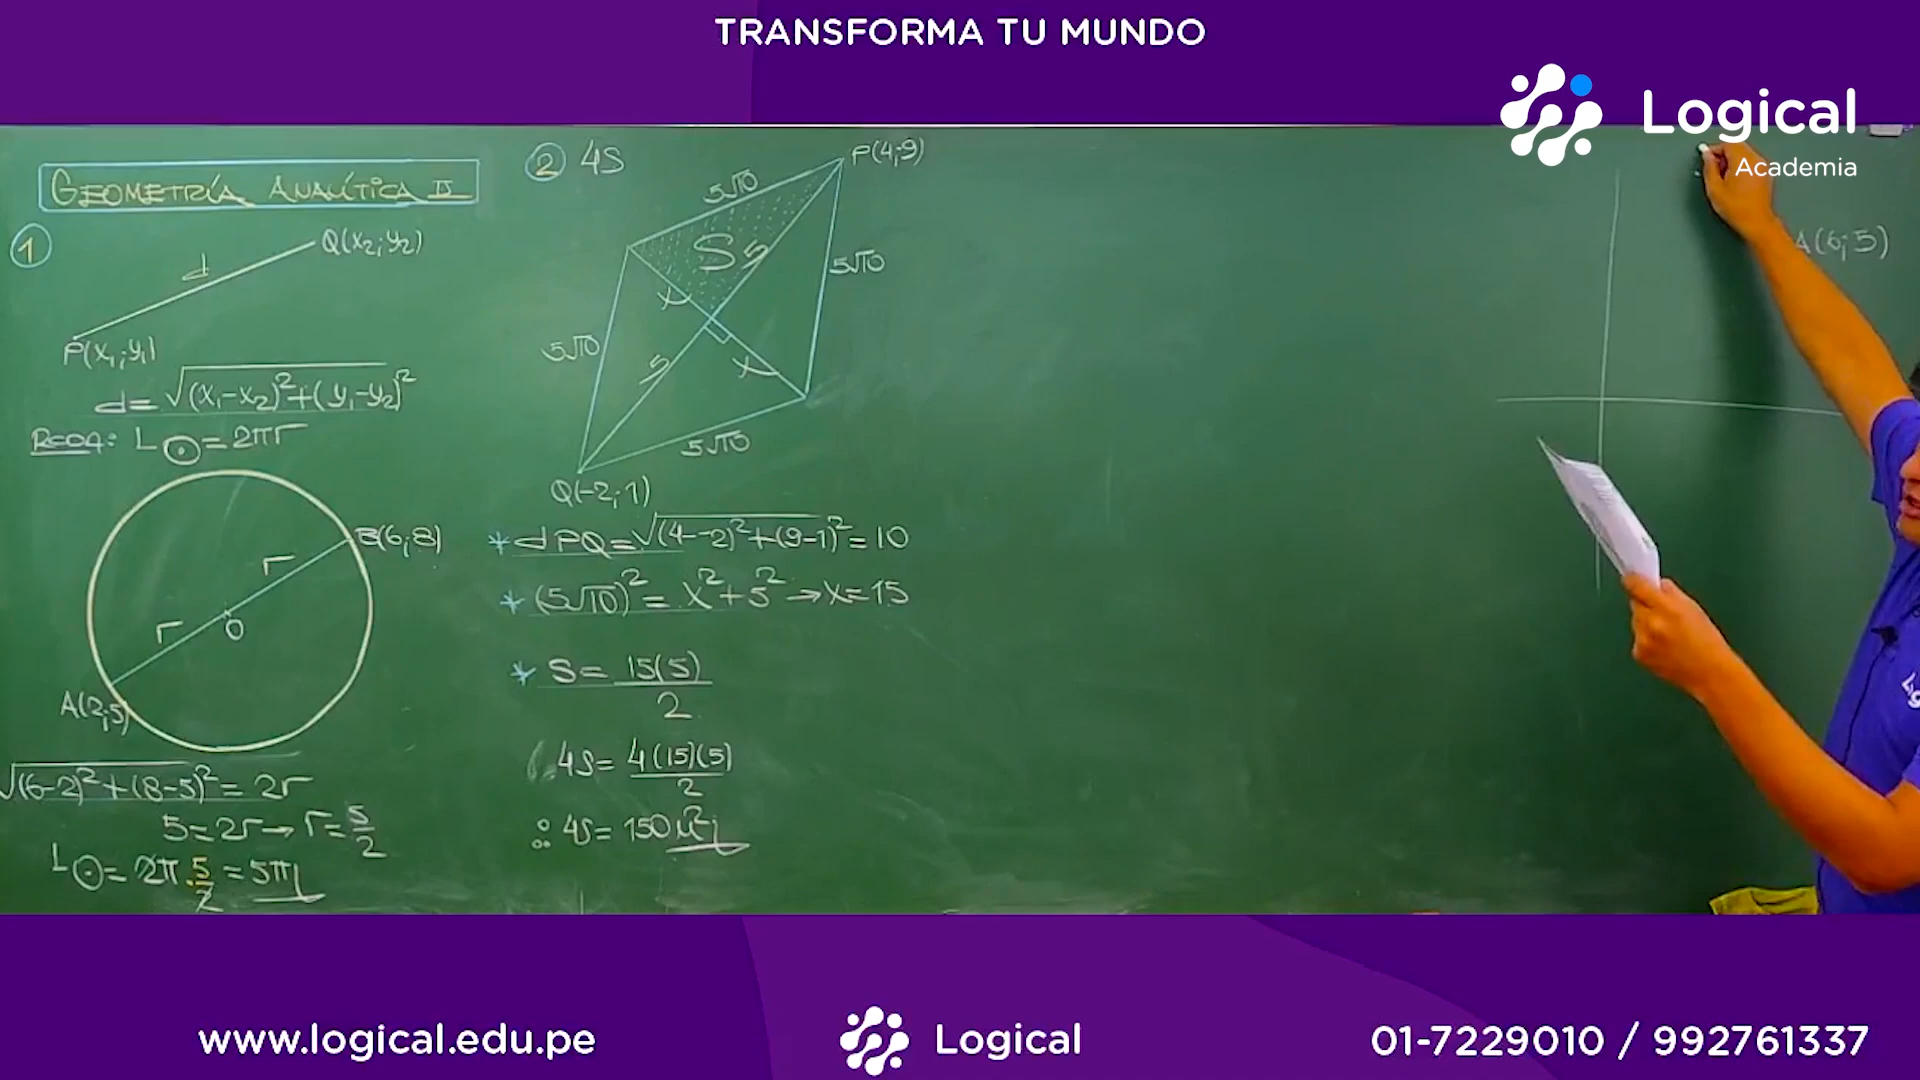 TRANSFORMA TU MUNDO
Logical
Academia
GEOMETRÍA ANALÍTICA II
1
d
Q(x₂;y₂)
P(x₁;y₁)
d=√(x₁-x₂)²+(y₁-y₂)²
L⊙=2πr
B(6;8)
r
r
O
A(2;5)
√(6-2)²+(8-5)²=2r
5=2r→r=5/2
L⊙=2π.5/2=5π
2 4S
P(4;9)
5√10
S
5
5√10
x
5√10
5
x
5√10
Q(-2;1)
* dPQ=√(4--2)²+(9-1)²=10
* (5√10)²=x²+5²→x=15
* S=15(5)/2
4S=4(15)(5)/2
∴ 4S=150u²
A(6;5)
www.logical.edu.pe
Logical
01-7229010 / 992761337